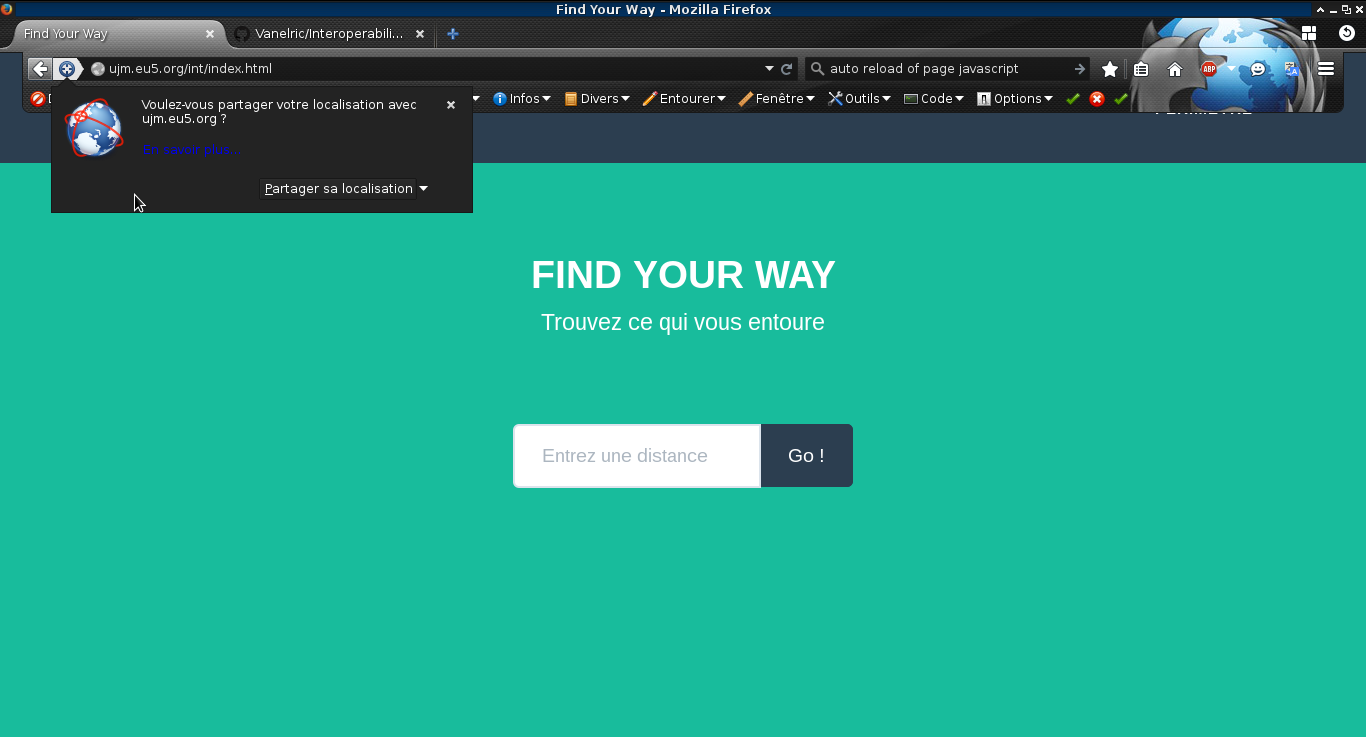 Find Your Way - Mozilla Firefox
Find Your Way
Vanelric/Interoperabili...
ujm.eu5.org/int/index.html
auto reload of page javascript
ABP
Infos
Divers
Entourer
Fenêtre
Outils
Code
Options
Voulez-vous partager votre localisation avec
ujm.eu5.org ?
En savoir plus…
Partager sa localisation
PÉRIMÈTRE
FIND YOUR WAY
Trouvez ce qui vous entoure
Entrez une distance
Go !